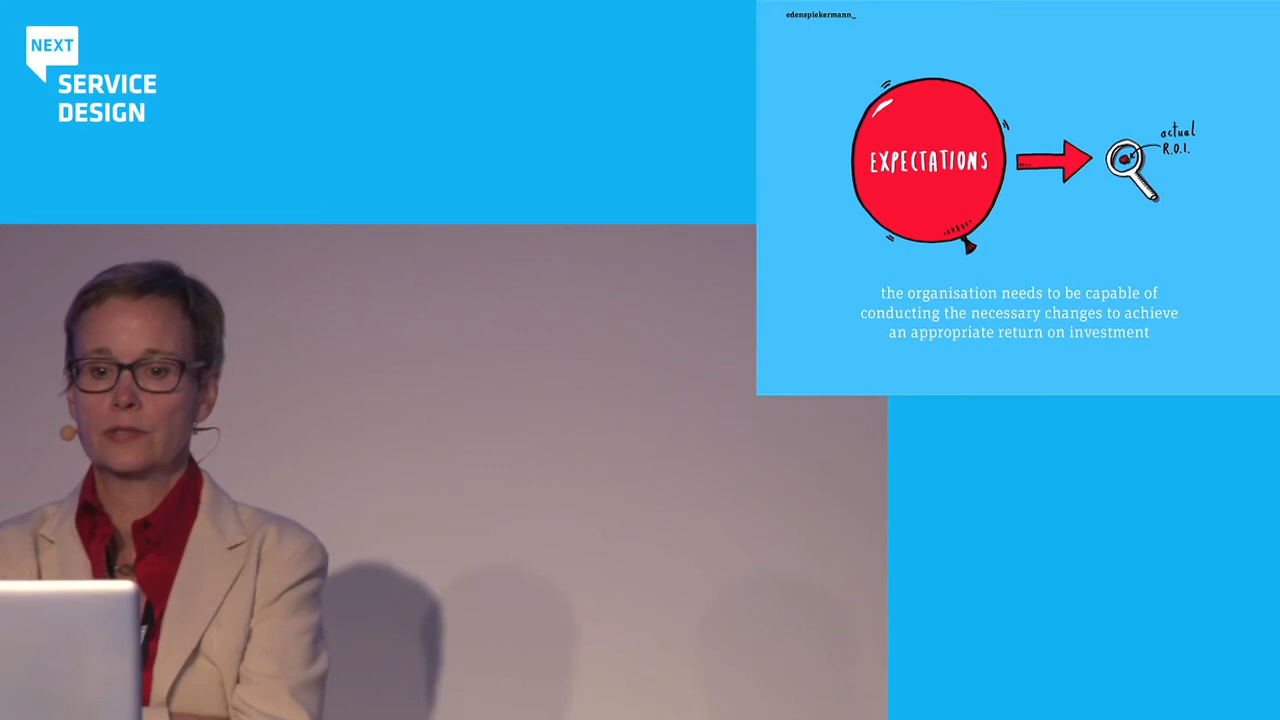 NEXT
SERVICE
DESIGN
edenspiekermann_
EXPECTATIONS
actual
R.O.I.
the organisation needs to be capable of
conducting the necessary changes to achieve
an appropriate return on investment